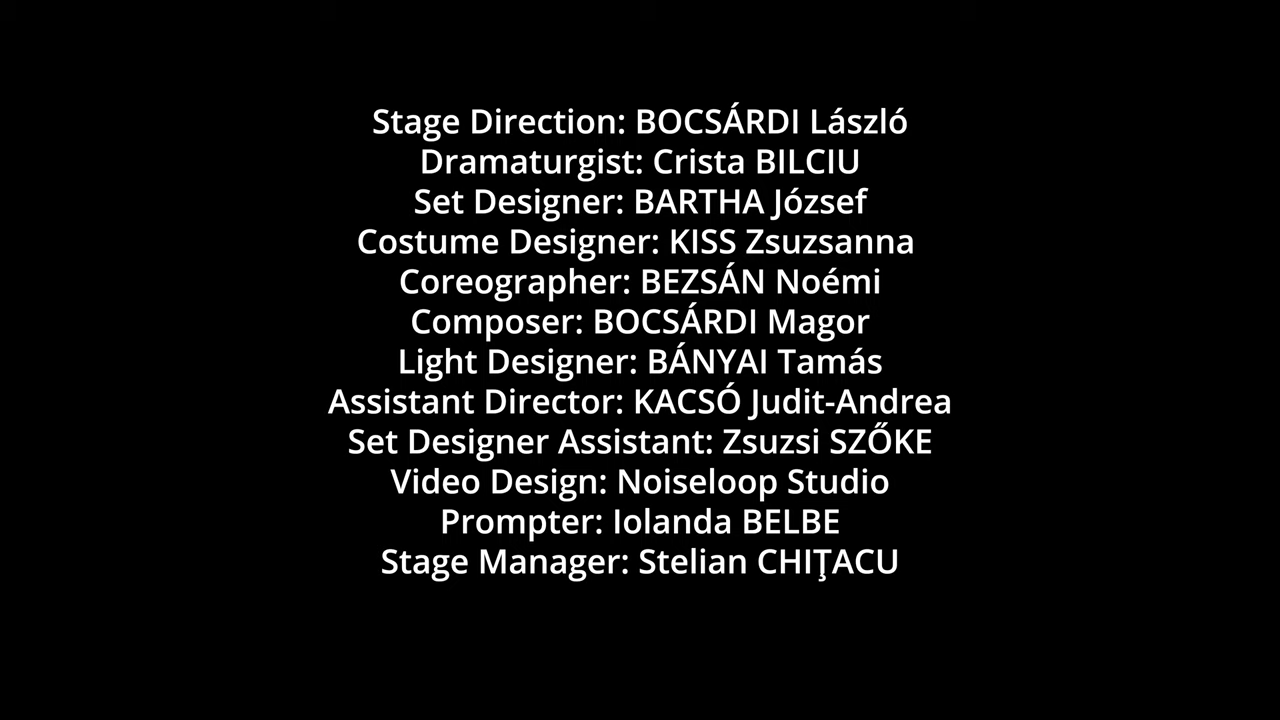 Stage Direction: BOCSÁRDI László
Dramaturgist: Crista BILCIU
Set Designer: BARTHA József
Costume Designer: KISS Zsuzsanna
Coreographer: BEZSÁN Noémi
Composer: BOCSÁRDI Magor
Light Designer: BÁNYAI Tamás
Assistant Director: KACSÓ Judit-Andrea
Set Designer Assistant: Zsuzsi SZŐKE
Video Design: Noiseloop Studio
Prompter: Iolanda BELBE
Stage Manager: Stelian CHIŢACU